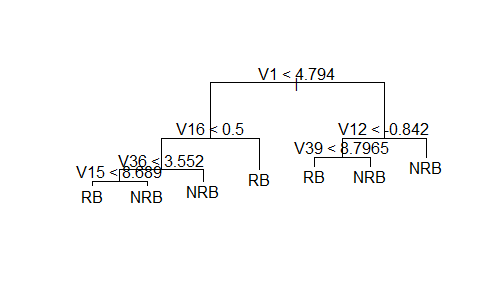 V1 < 4.794
V16 < 0.5
V12 < -0.842
V39 < 8.7965
V36 < 3.552
V15 < 8.689
RB
NRB
NRB
RB
RB
NRB
NRB